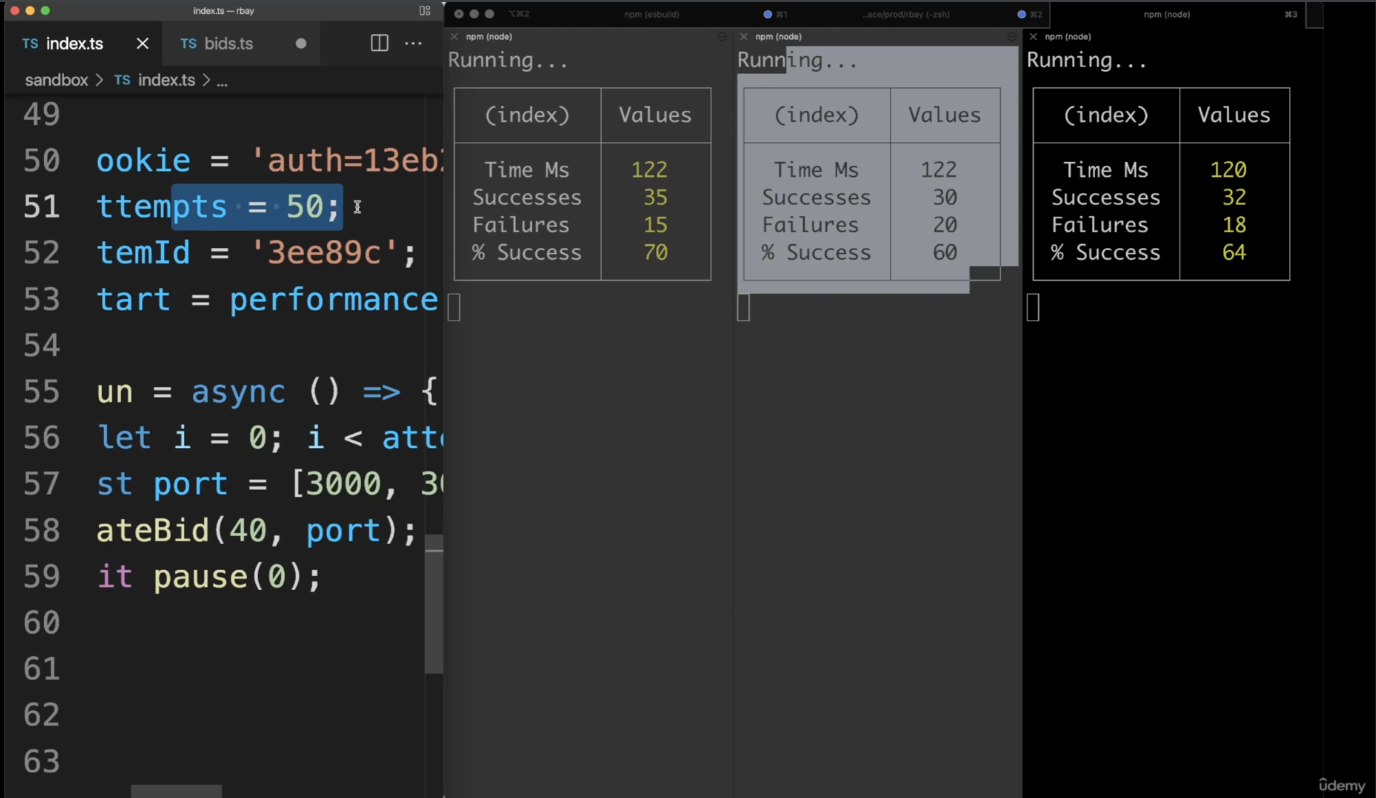 index.ts — rbay
TS index.ts
TS bids.ts
sandbox > TS index.ts > ...
49
50 ookie = 'auth=13eb
51 ttempts = 50;
52 temId = '3ee89c';
53 tart = performance
54
55 un = async () => {
56 let i = 0; i < atte
57 st port = [3000, 30
58 ateBid(40, port);
59 it pause(0);
60
61
62
63
⌥⌘2
npm (esbuild)
⌘1
...ace/prod/rbay (-zsh)
⌘2
npm (node)
⌘3
npm (node)
Running...
(index) Values
Time Ms 122
Successes 35
Failures 15
% Success 70
npm (node)
Running...
(index) Values
Time Ms 122
Successes 30
Failures 20
% Success 60
npm (node)
Running...
(index) Values
Time Ms 120
Successes 32
Failures 18
% Success 64
ûdemy